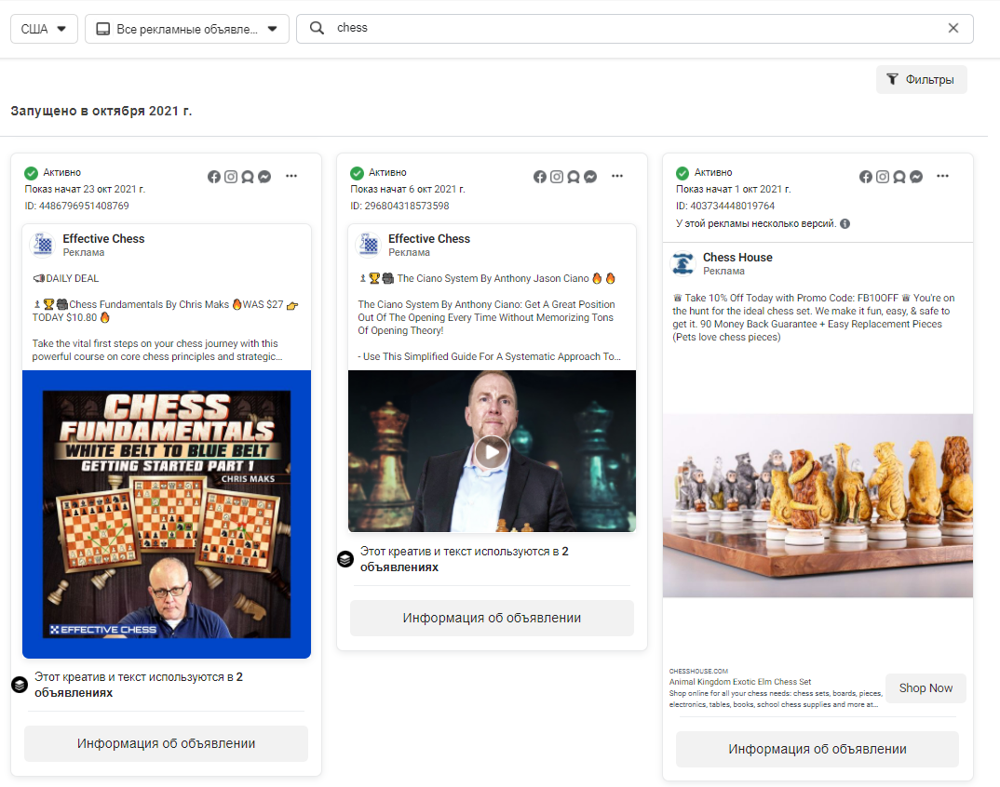 США
Все рекламные объявле...
chess
Фильтры
Запущено в октября 2021 г.
Активно
Показ начат 23 окт 2021 г.
ID: 4486796951408769
Effective Chess
Реклама
📢DAILY DEAL
♟🏆🎥Chess Fundamentals By Chris Maks 🔥WAS $27 👉
TODAY $10.80 🔥
Take the vital first steps on your chess journey with this
powerful course on core chess principles and strategic...
CHESS
FUNDAMENTALS
WHITE BELT TO BLUE BELT
GETTING STARTED PART 1
CHRIS MAKS
EFFECTIVE CHESS
Этот креатив и текст используются в 2
объявлениях
Информация об объявлении
Активно
Показ начат 6 окт 2021 г.
ID: 296804318573598
Effective Chess
Реклама
♟🏆🎥 The Ciano System By Anthony Jason Ciano 🔥 🔥
The Ciano System By Anthony Ciano: Get A Great Position
Out Of The Opening Every Time Without Memorizing Tons
Of Opening Theory!
- Use This Simplified Guide For A Systematic Approach To...
Этот креатив и текст используются в 2
объявлениях
Информация об объявлении
Активно
Показ начат 1 окт 2021 г.
ID: 403734448019764
У этой рекламы несколько версий.
Chess House
Реклама
♛ Take 10% Off Today with Promo Code: FB10OFF ♛ You're on
the hunt for the ideal chess set. We make it fun, easy, & safe to
get it. 90 Money Back Guarantee + Easy Replacement Pieces
(Pets love chess pieces)
CHESSHOUSE.COM
Animal Kingdom Exotic Elm Chess Set
Shop online for all your chess needs: chess sets, boards, pieces,
electronics, tables, books, school chess supplies and more at...
Shop Now
Информация об объявлении